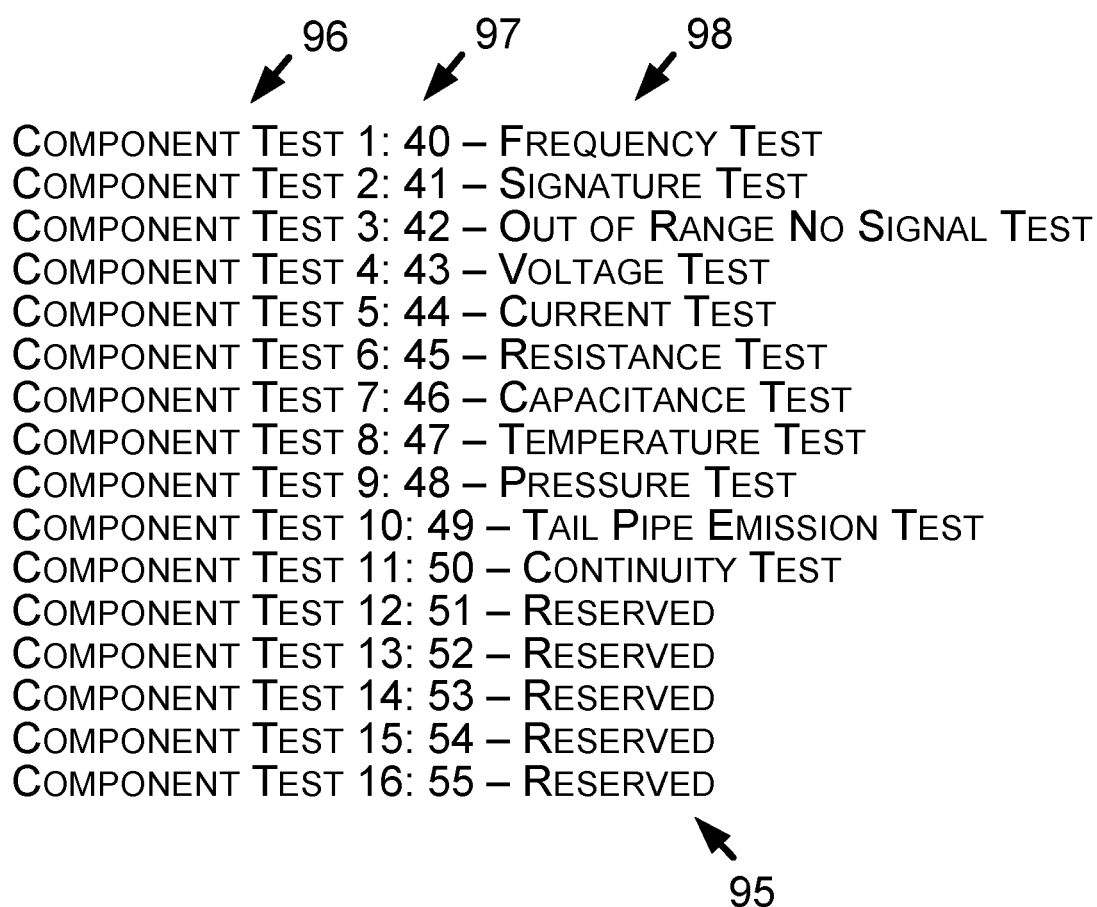 96 97 98
COMPONENT TEST 1: 40 – FREQUENCY TEST
COMPONENT TEST 2: 41 – SIGNATURE TEST
COMPONENT TEST 3: 42 – OUT OF RANGE NO SIGNAL TEST
COMPONENT TEST 4: 43 – VOLTAGE TEST
COMPONENT TEST 5: 44 – CURRENT TEST
COMPONENT TEST 6: 45 – RESISTANCE TEST
COMPONENT TEST 7: 46 – CAPACITANCE TEST
COMPONENT TEST 8: 47 – TEMPERATURE TEST
COMPONENT TEST 9: 48 – PRESSURE TEST
COMPONENT TEST 10: 49 – TAIL PIPE EMISSION TEST
COMPONENT TEST 11: 50 – CONTINUITY TEST
COMPONENT TEST 12: 51 – RESERVED
COMPONENT TEST 13: 52 – RESERVED
COMPONENT TEST 14: 53 – RESERVED
COMPONENT TEST 15: 54 – RESERVED
COMPONENT TEST 16: 55 – RESERVED
95